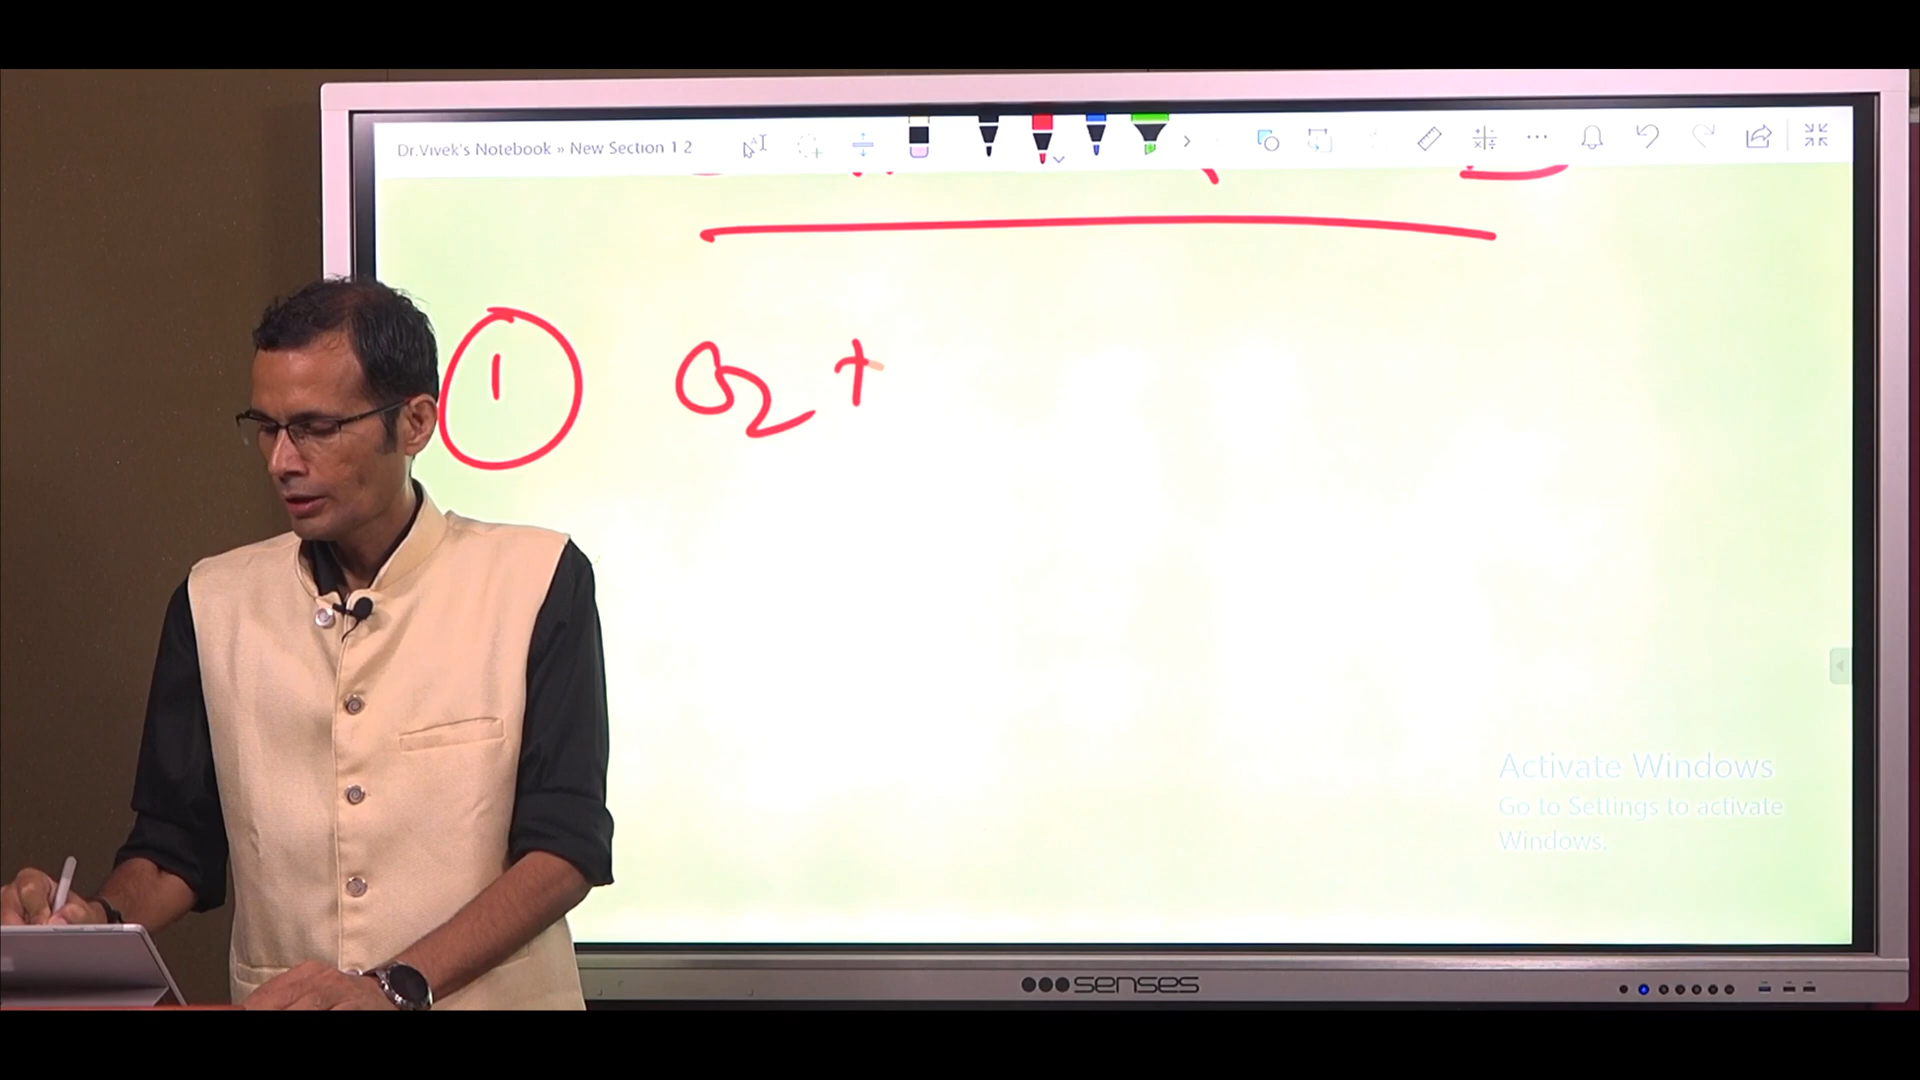 Dr.Vivek's Notebook » New Section 1 2
1 O2 +
Activate Windows
Go to Settings to activate
Windows.
senses